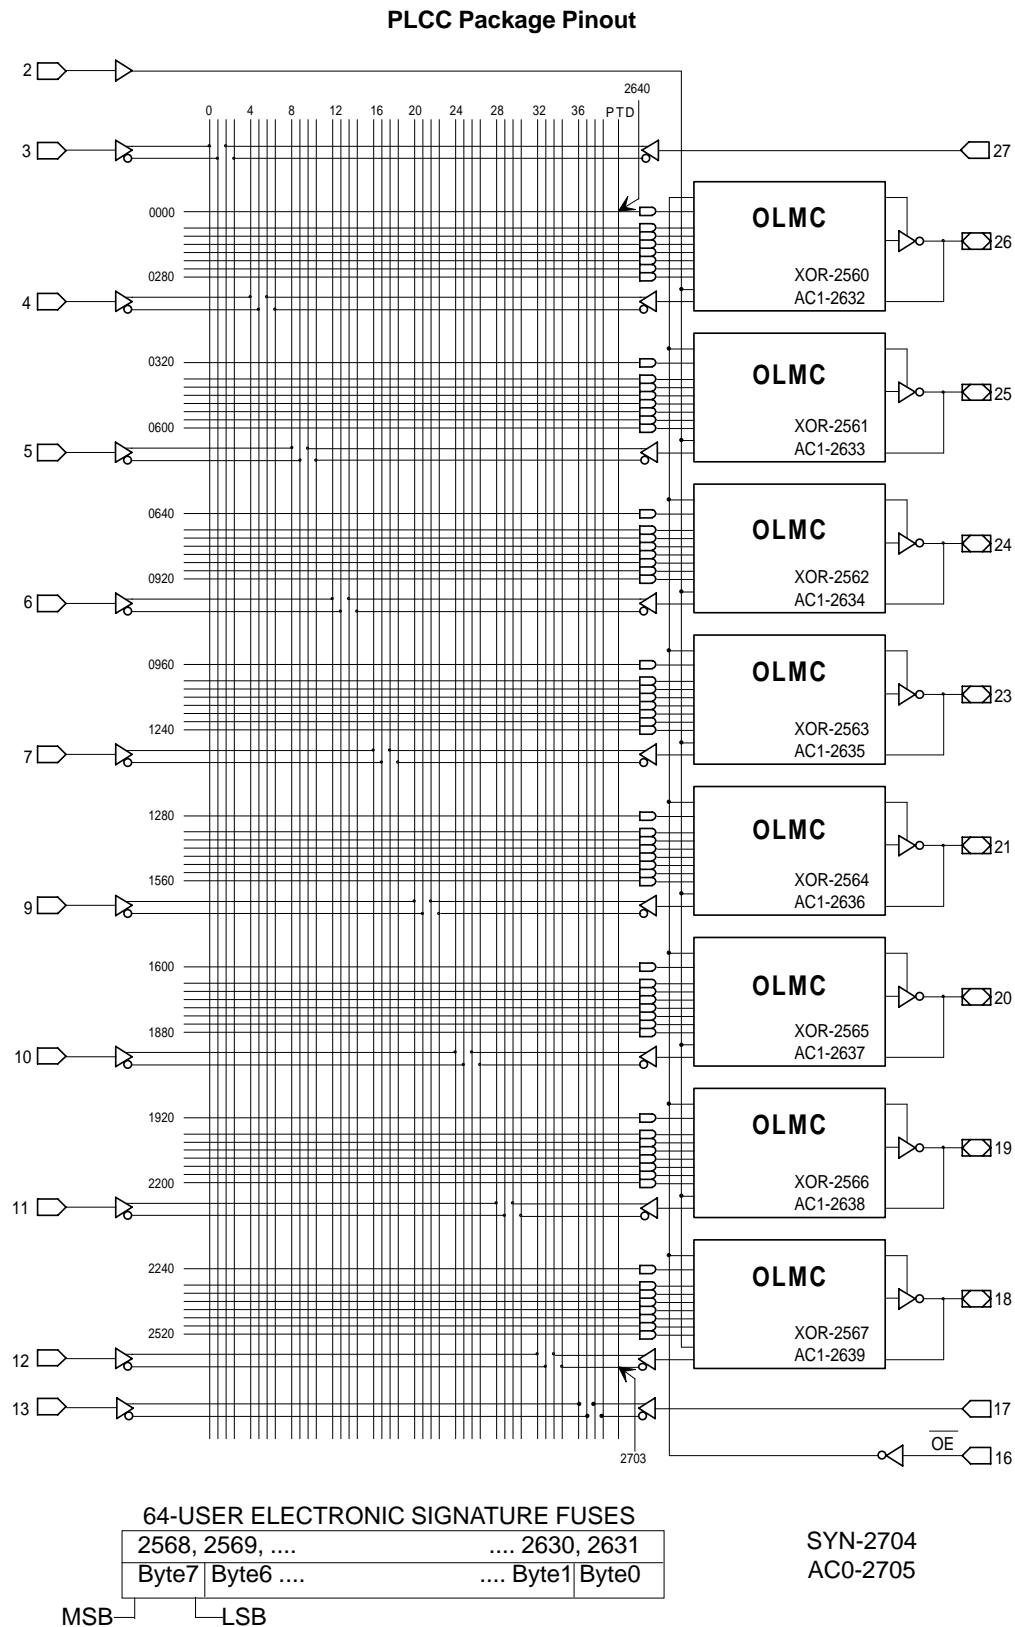 PLCC Package Pinout
2
2640
0 4 8 12 16 20 24 28 32 36 PTD
3
27
0000
OLMC
26
0280
XOR-2560
4
AC1-2632
0320
OLMC
25
0600
XOR-2561
5
AC1-2633
0640
OLMC
24
0920
XOR-2562
6
AC1-2634
0960
OLMC
23
1240
XOR-2563
7
AC1-2635
1280
OLMC
21
1560
XOR-2564
9
AC1-2636
1600
OLMC
20
1880
XOR-2565
10
AC1-2637
1920
OLMC
19
2200
XOR-2566
11
AC1-2638
2240
OLMC
18
2520
XOR-2567
12
AC1-2639
13
17
OE
2703
16
64-USER ELECTRONIC SIGNATURE FUSES
2568, 2569, .... .... 2630, 2631
Byte7 Byte6 .... .... Byte1 Byte0
MSB LSB
SYN-2704
AC0-2705